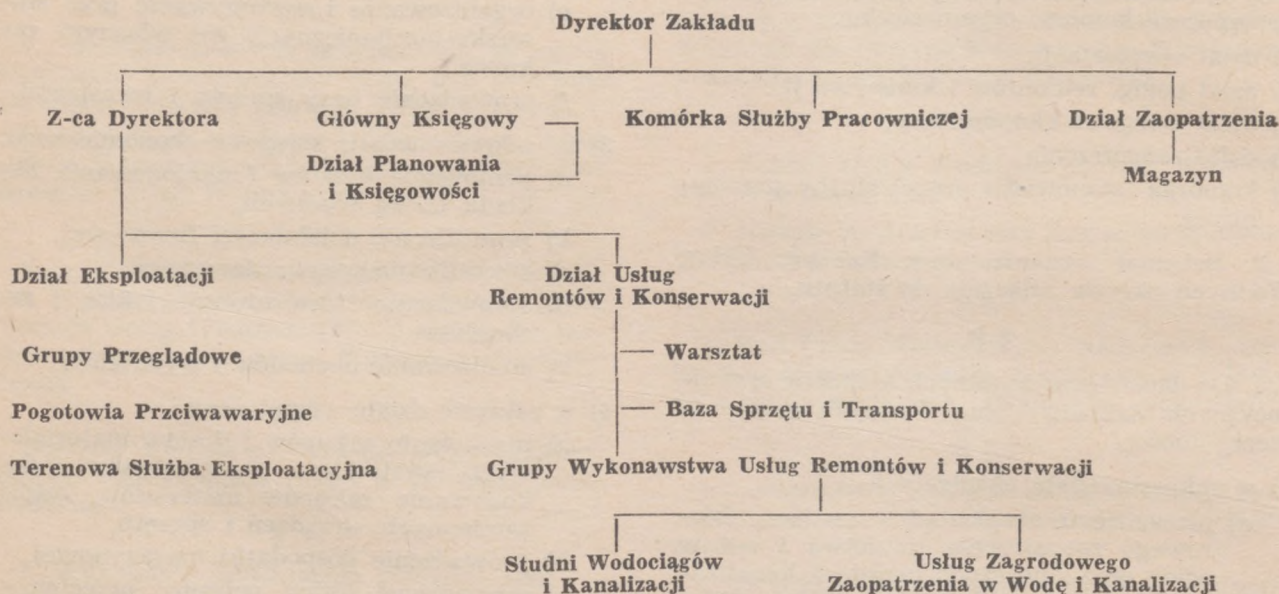 Dyrektor Zakładu
Z-ca Dyrektora
Główny Księgowy
Komórka Służby Pracowniczej
Dział Zaopatrzenia
Dział Planowania
i Księgowości
Magazyn
Dział Eksploatacji
Dział Usług
Remontów i Konserwacji
Grupy Przeglądowe
Warsztat
Pogotowia Przciwawaryjne
Baza Sprzętu i Transportu
Terenowa Służba Eksploatacyjna
Grupy Wykonawstwa Usług Remontów i Konserwacji
Studni Wodociągów
i Kanalizacji
Usług Zagrodowego
Zaopatrzenia w Wodę i Kanalizacji